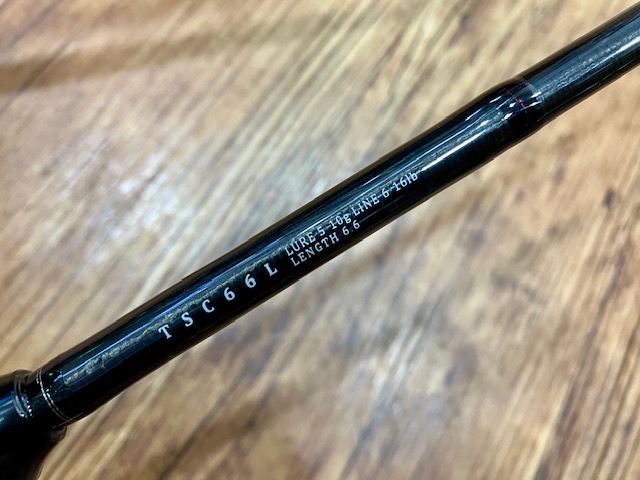 TSC66L
LURE 5-10g LINE 6-16lb
LENGTH 6.6